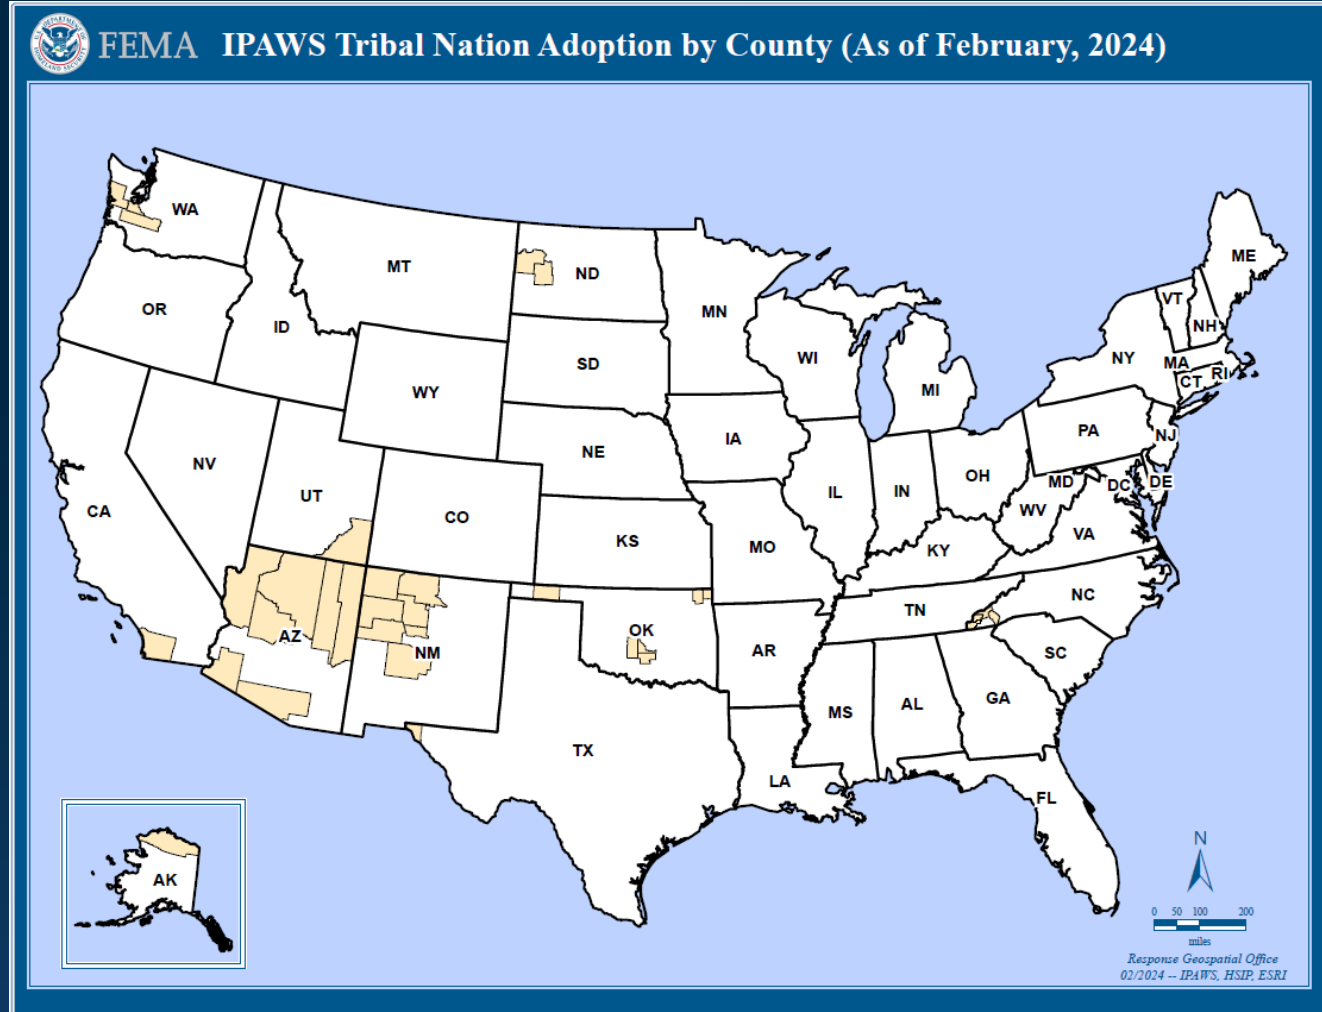 FEMA IPAWS Tribal Nation Adoption by County (As of February, 2024)
WA
MT
ND
ME
OR
ID
MN
VT
NH
SD
WI
NY
MA
WY
MI
CT
RI
PA
NJ
IA
NE
NV
OH
UT
IL
IN
MD
DC
DE
CA
CO
WV
KS
MO
VA
KY
NC
TN
AZ
OK
NM
AR
SC
MS
AL
GA
TX
LA
FL
AK
N
0 50 100 200
miles
Response Geospatial Office
02/2024 -- IPAWS, HSIP, ESRI